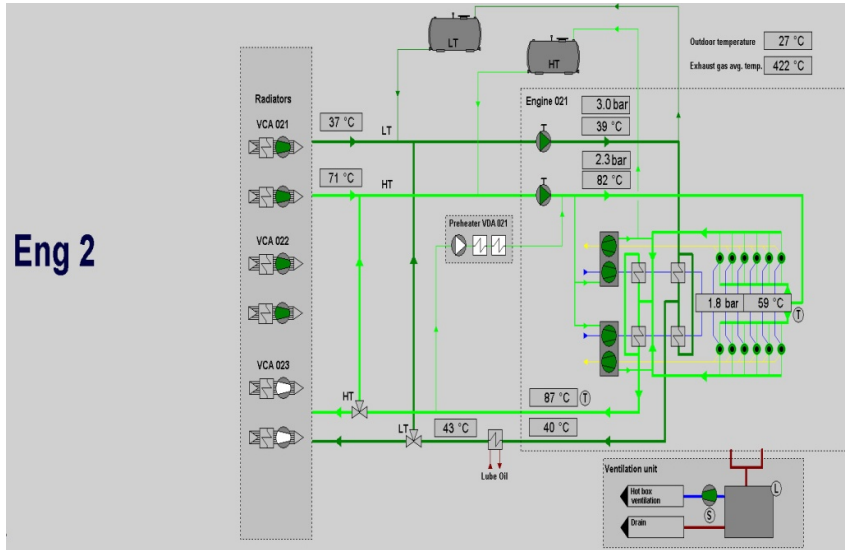 LT
HT
Outdoor temperature 27 °C
Exhaust gas avg. temp. 422 °C
Radiators
Engine 021
3.0 bar
VCA 021
37 °C
LT
39 °C
2.3 bar
71 °C
HT
82 °C
Preheater VDA 021
VCA 022
Eng 2
1.8 bar 59 °C
T
VCA 023
HT
87 °C T
LT
43 °C
40 °C
Lube Oil
Ventilation unit
Hot box
ventilation
L
S
Drain